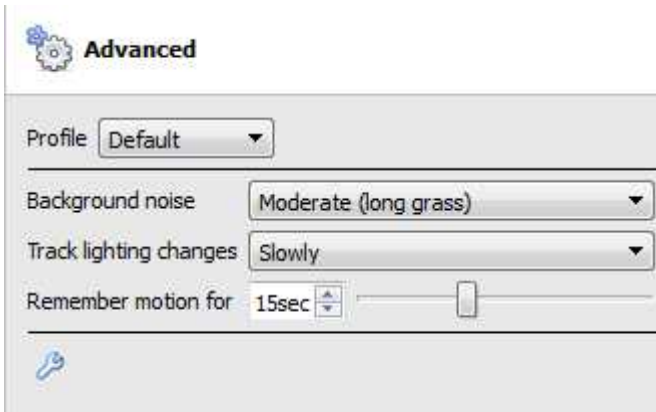 Advanced
Profile Default
Background noise Moderate (long grass)
Track lighting changes Slowly
Remember motion for 15sec